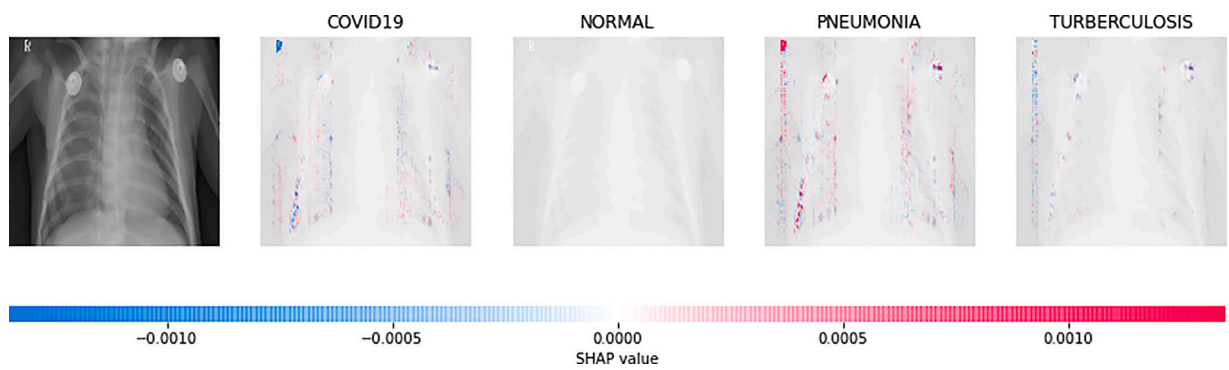 COVID19 NORMAL PNEUMONIA TURBERCULOSIS
R
−0.0010 −0.0005 0.0000 0.0005 0.0010
SHAP value